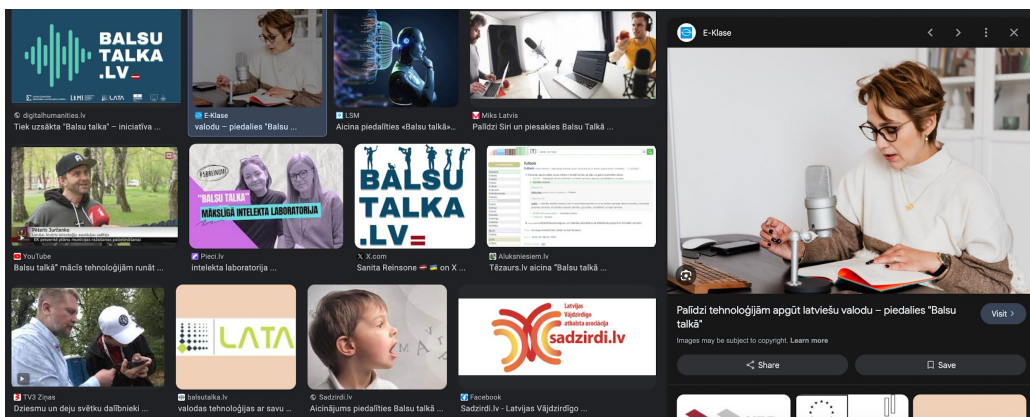 BALSU
TALKA
.LV
LATA
digitalhumanities.lv
Tiek uzsākta "Balsu talka" – iniciatīva ...
E-Klase
valodu – piedalies "Balsu ...
LSM
Aicina piedalīties «Balsu talkā»...
Miks Latvis
Palīdzi Siri un piesakies Balsu Talkā ...
Pēteris Jurčenko
YouTube
Balsu talkā" mācīs tehnoloģijām runāt ...
#SBREINUMI
"BALSU TALKA"
MĀKSLĪGĀ INTELEKTA LABORATORIJA
Pieci.lv
intelekta laboratorija ...
BALSU
TALKA
.LV
X.com
Sanita Reinsone on X ...
Aluksniesiem.lv
Tēzaurs.lv aicina "Balsu talkā ...
TV3 Ziņas
Dziesmu un deju svētku dalībnieki ...
LATA
balsutalka.lv
valodas tehnoloģijas ar savu ...
A M A
Sadzirdi.lv
Aicinājums piedalīties Balsu talkā ...
Latvijas
Vājdzirdīgo
atbalsta asociācija
sadzirdi.lv
Facebook
Sadzirdi.lv - Latvijas Vājdzirdīgo ...
E-Klase
Palīdzi tehnoloģijām apgūt latviešu valodu – piedalies "Balsu
talkā"
Visit >
Images may be subject to copyright. Learn more
Share
Save